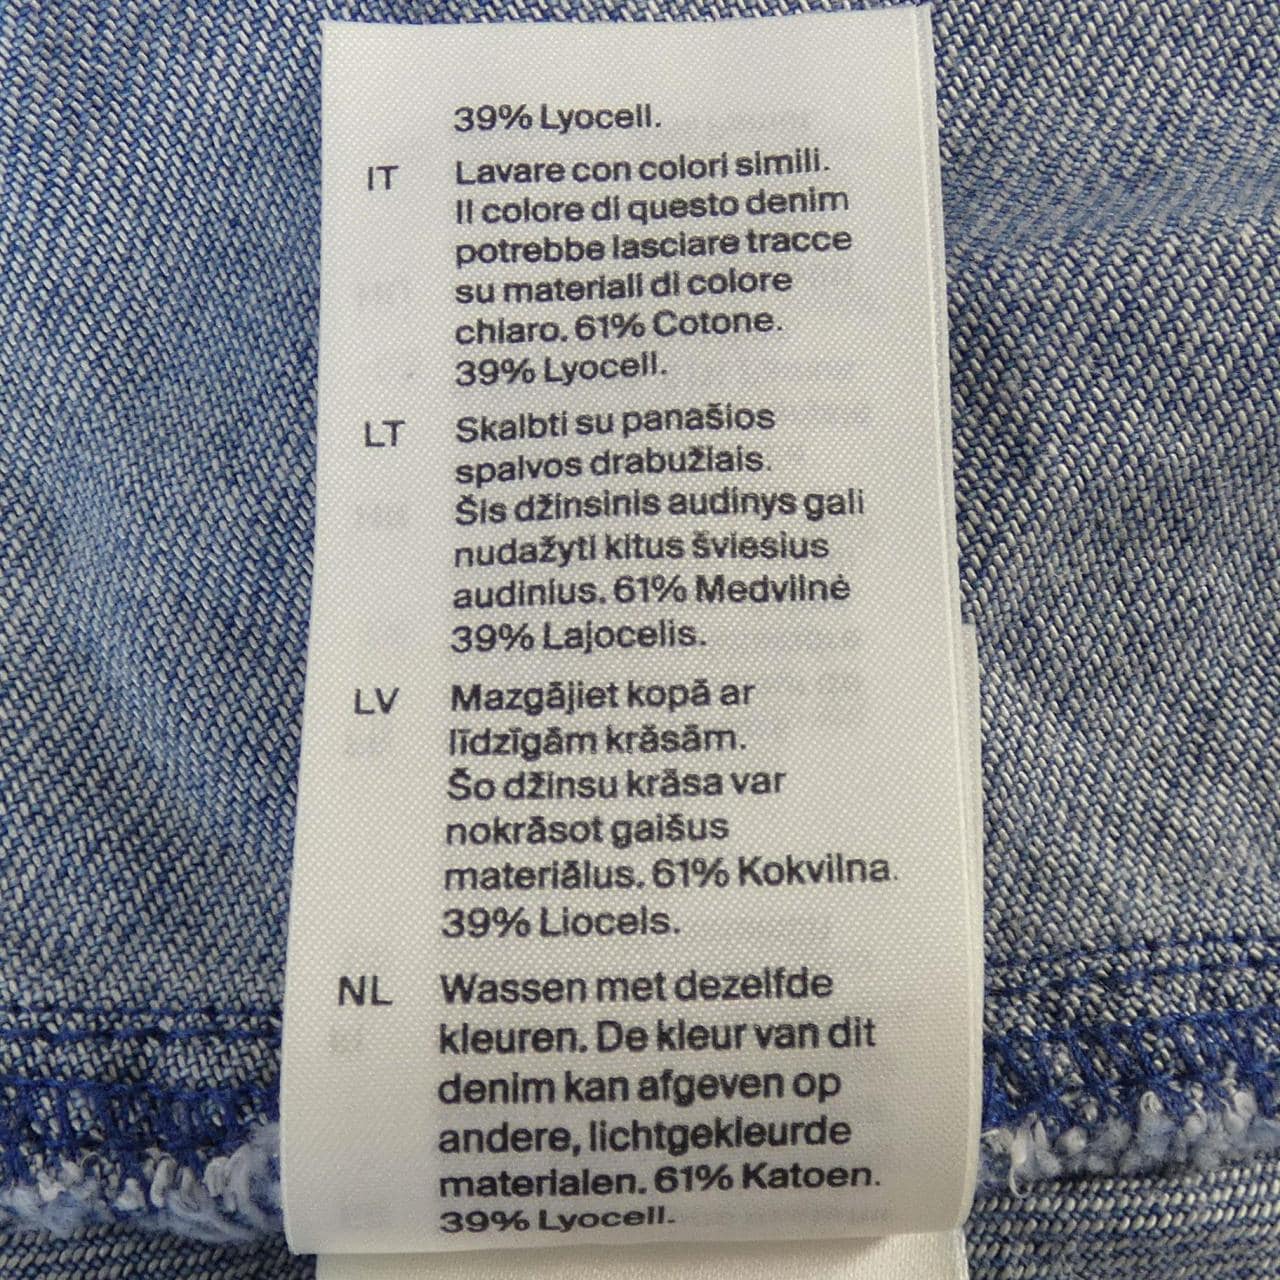 39% Lyocell.
IT Lavare con colori simili.
Il colore di questo denim
potrebbe lasciare tracce
su materiali di colore
chiaro. 61% Cotone.
39% Lyocell.
LT Skalbti su panašios
spalvos drabužiais.
Šis džinsinis audinys gali
nudažyti kitus šviesius
audinius. 61% Medvilnė
39% Lajocelis.
LV Mazgājiet kopā ar
līdzīgām krāsām.
Šo džinsu krāsa var
nokrāsot gaišus
materiālus. 61% Kokvilna.
39% Liocels.
NL Wassen met dezelfde
kleuren. De kleur van dit
denim kan afgeven op
andere, lichtgekleurde
materialen. 61% Katoen.
39% Lyocell.